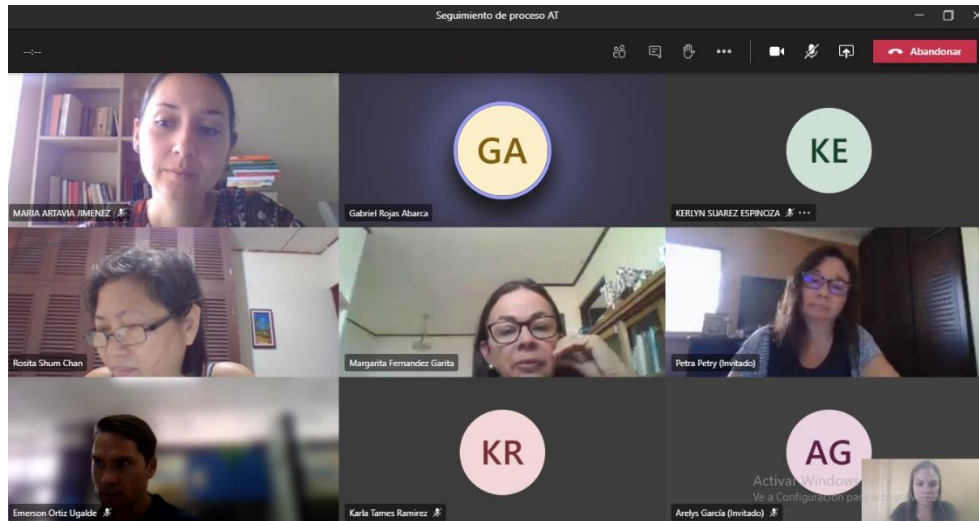 Seguimiento de proceso AT
--:--
Abandonar
GA
KE
MARIA ARTAVIA JIMENEZ
Gabriel Rojas Abarca
KERLYN SUAREZ ESPINOZA
Rosita Shum Chan
Margarita Fernandez Garita
Petra Petry (Invitado)
KR
AG
Activar Windows
Ve a Configuración para activar
Emerson Ortiz Ugalde
Karla Tames Ramirez
Arelys García (Invitado)